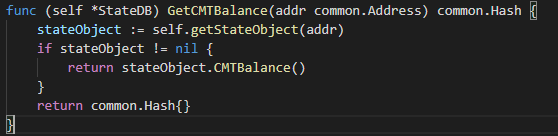 func (self *StateDB) GetCMTBalance(addr common.Address) common.Hash {
    stateObject := self.getStateObject(addr)
    if stateObject != nil {
        return stateObject.CMTBalance()
    }
    return common.Hash{}
}